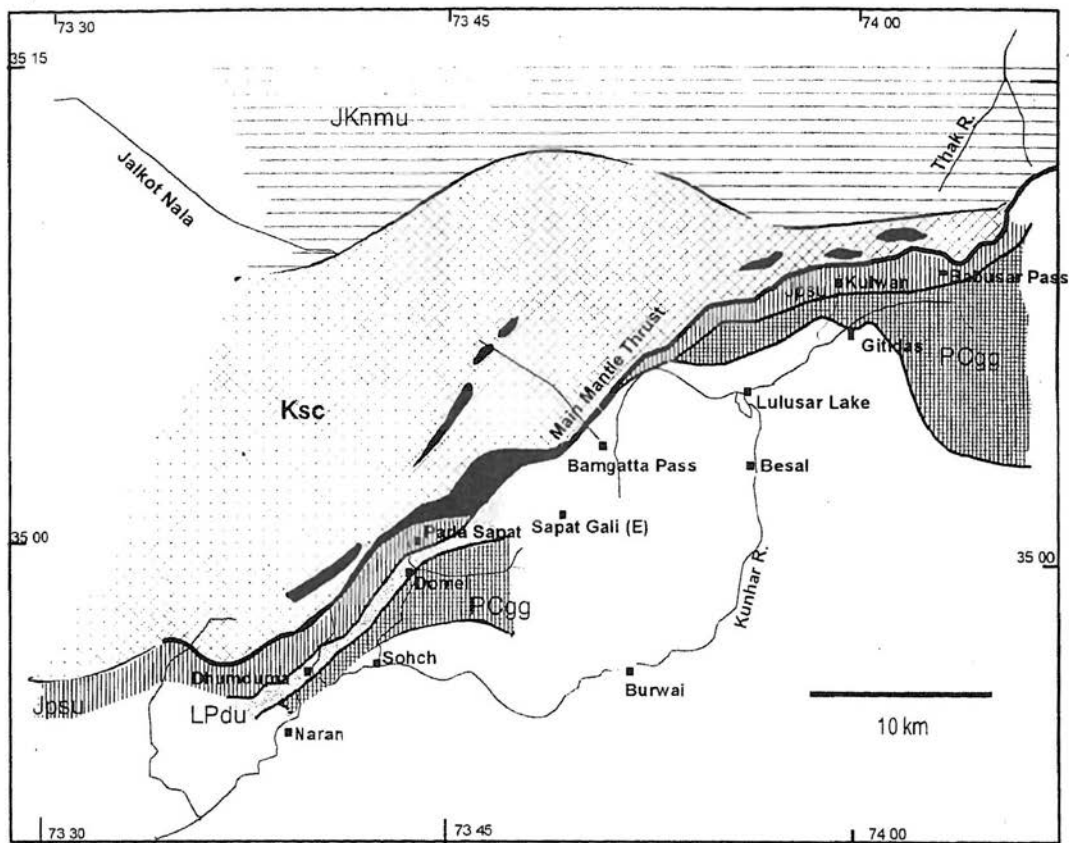 73 30
73 45
74 00
35 15
JKnmu
Thak R.
Jalkot Nala
Jpsu
Kulwan
Babusar Pass
Gitidas
PCgg
Main Mantle Thrust
Ksc
Lulusar Lake
Bamgatta Pass
Besal
Sapat Gali (E)
Parla Sapat
35 00
35 00
Domel
PCgg
Kunhar R.
Sohch
Dhumduma
Burwai
Jpsu
LPdu
Naran
10 km
73 30
73 45
74 00